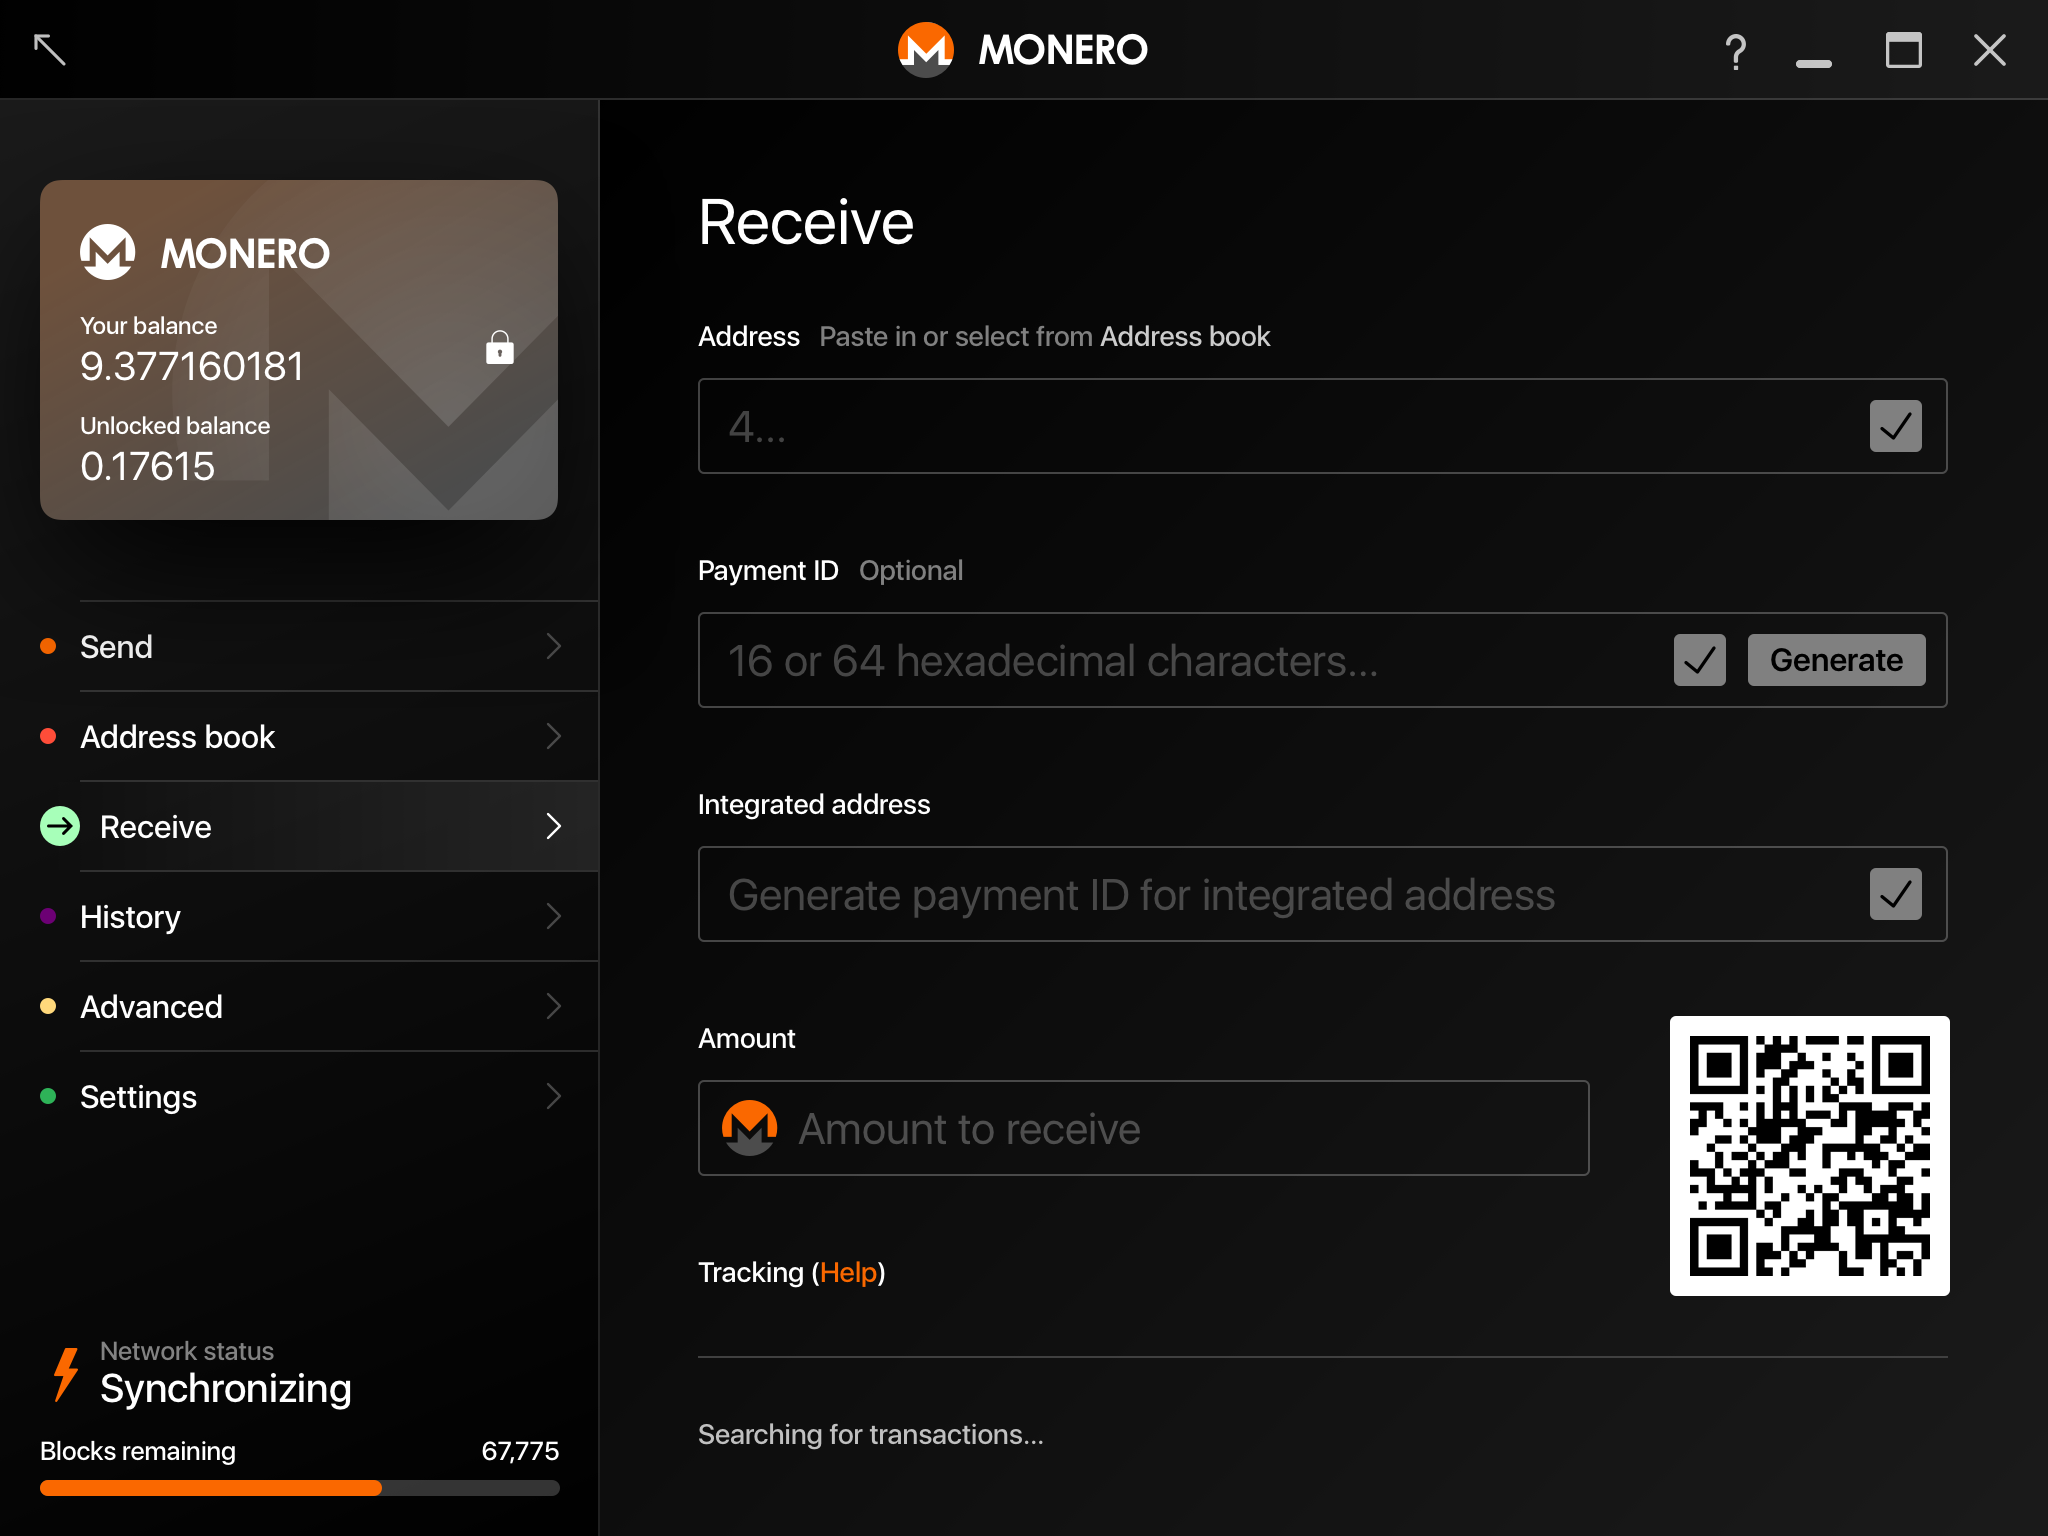 MONERO
?
MONERO
Your balance
9.377160181
Unlocked balance
0.17615
Send
Address book
Receive
History
Advanced
Settings
Network status
Synchronizing
Blocks remaining 67,775
Receive
Address Paste in or select from Address book
4...
Payment ID Optional
16 or 64 hexadecimal characters... Generate
Integrated address
Generate payment ID for integrated address
Amount
Amount to receive
Tracking (Help)
Searching for transactions...